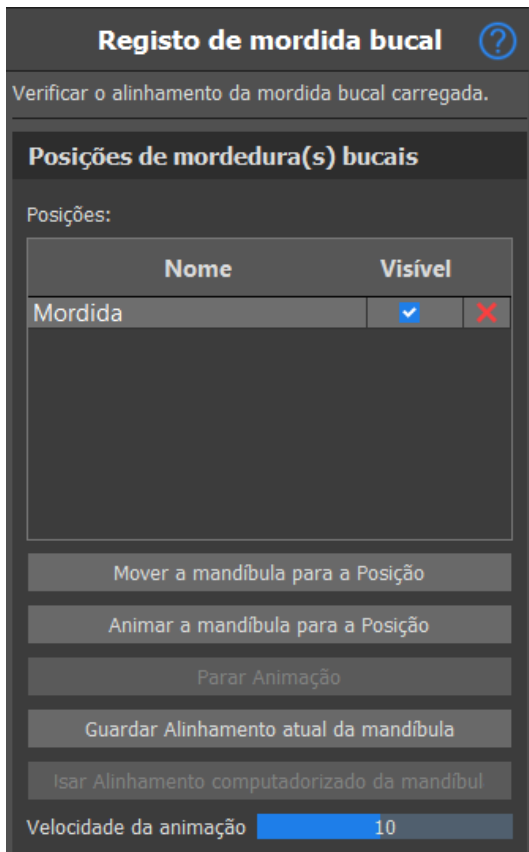 Registo de mordida bucal
Verificar o alinhamento da mordida bucal carregada.
Posições de mordedura(s) bucais
Posições:
Nome Visível
Mordida
Mover a mandíbula para a Posição
Animar a mandíbula para a Posição
Parar Animação
Guardar Alinhamento atual da mandíbula
Isar Alinhamento computadorizado da mandíbul
Velocidade da animação 10